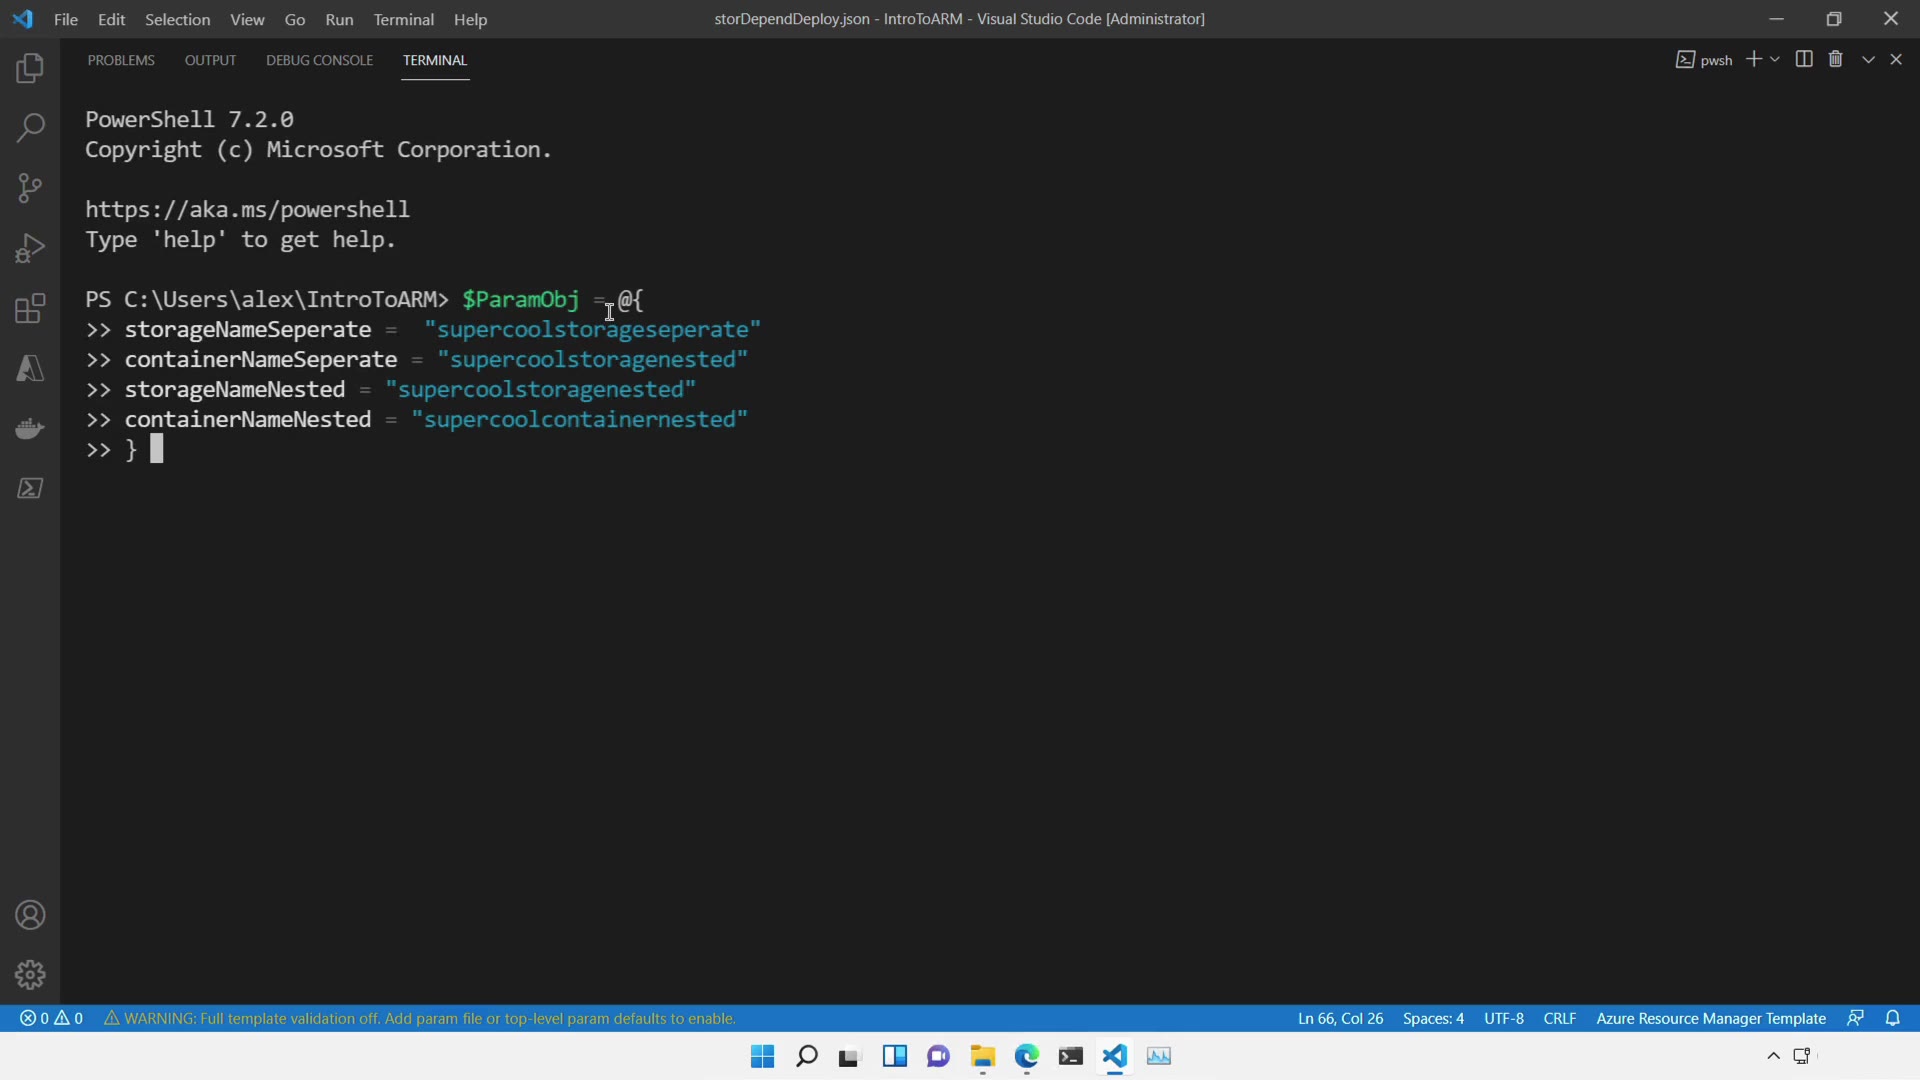 File Edit Selection View Go Run Terminal Help storDependDeploy.json - IntroToARM - Visual Studio Code [Administrator]
PROBLEMS OUTPUT DEBUG CONSOLE TERMINAL pwsh
PowerShell 7.2.0
Copyright (c) Microsoft Corporation.
https://aka.ms/powershell
Type 'help' to get help.
PS C:\Users\alex\IntroToARM> $ParamObj = @{
>> storageNameSeperate =  "supercoolstorageseperate"
>> containerNameSeperate = "supercoolstoragenested"
>> storageNameNested = "supercoolstoragenested"
>> containerNameNested = "supercoolcontainernested"
>> }
0 0 WARNING: Full template validation off. Add param file or top-level param defaults to enable. Ln 66, Col 26 Spaces: 4 UTF-8 CRLF Azure Resource Manager Template